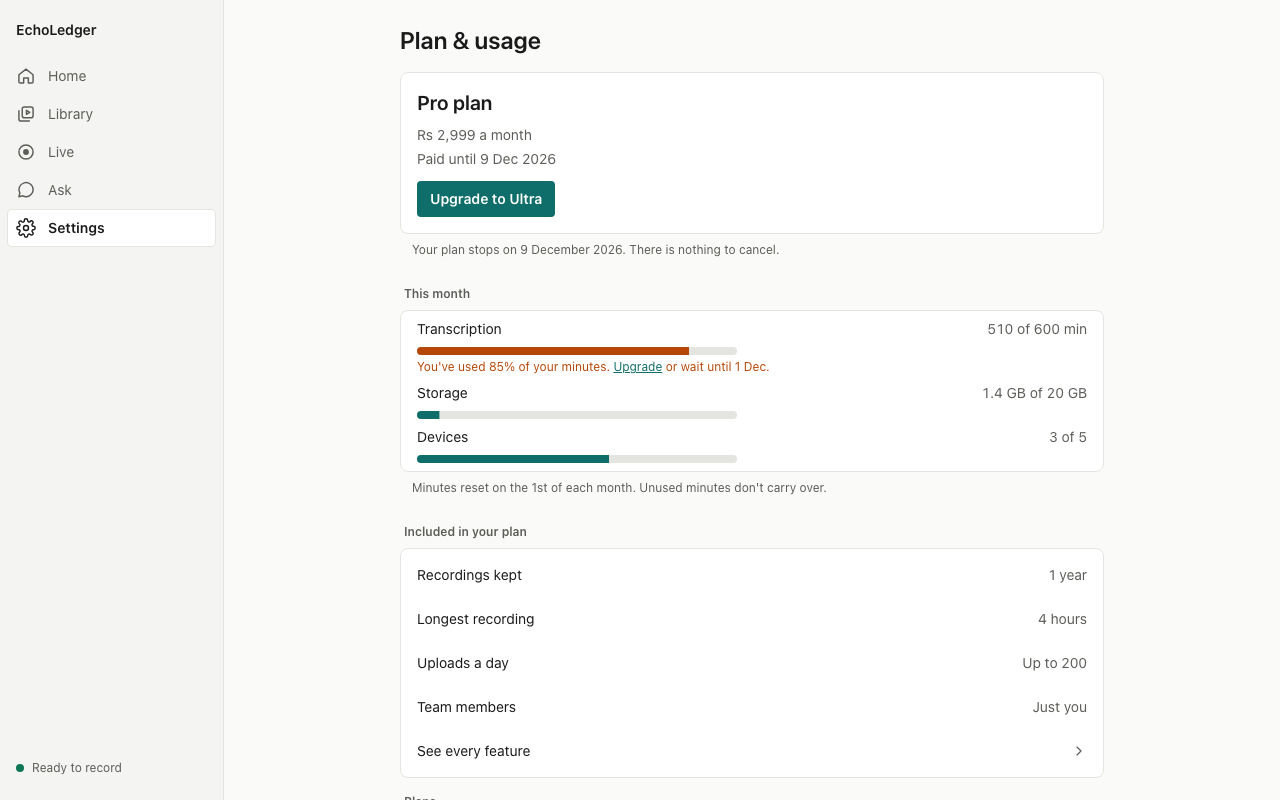 EchoLedger
Home
Library
Live
Ask
Settings
Ready to record
Plan & usage
Pro plan
Rs 2,999 a month
Paid until 9 Dec 2026
Upgrade to Ultra
Your plan stops on 9 December 2026. There is nothing to cancel.
This month
Transcription 510 of 600 min
You've used 85% of your minutes. Upgrade or wait until 1 Dec.
Storage 1.4 GB of 20 GB
Devices 3 of 5
Minutes reset on the 1st of each month. Unused minutes don't carry over.
Included in your plan
Recordings kept 1 year
Longest recording 4 hours
Uploads a day Up to 200
Team members Just you
See every feature